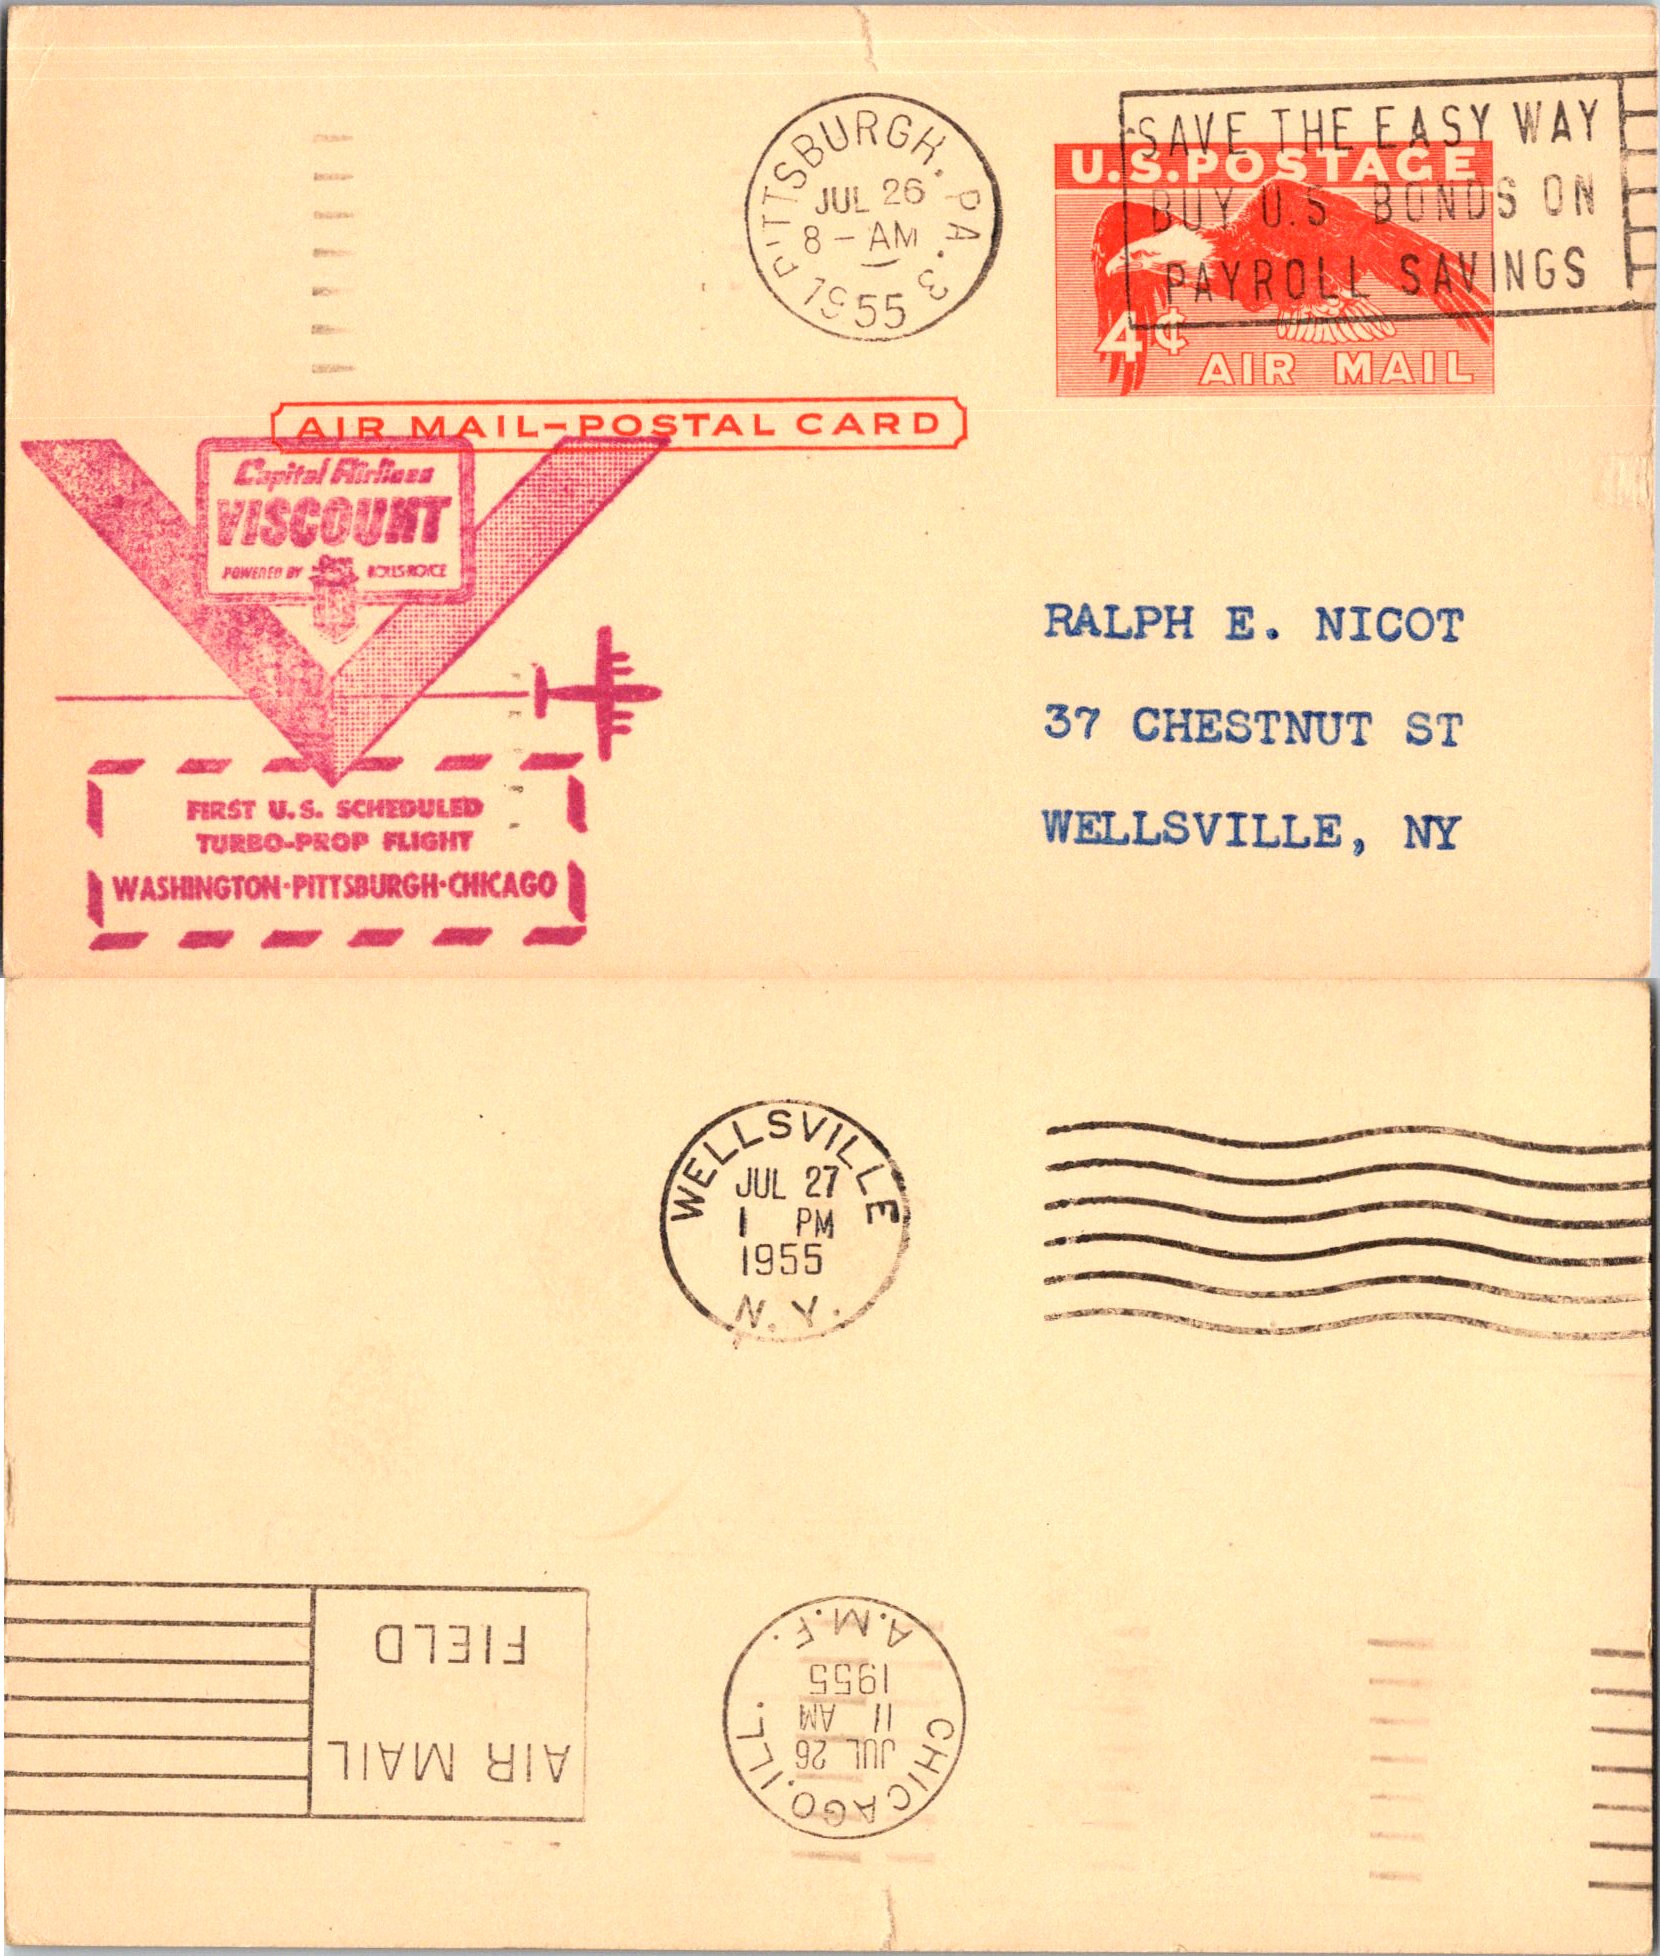 PITTSBURGH. PA. 3
JUL 26
8 - AM
1955
SAVE THE EASY WAY
BUY U.S. BONDS ON
PAYROLL SAVINGS
U.S. POSTAGE
4¢
AIR MAIL
AIR MAIL-POSTAL CARD
Capital Airlines
VISCOUNT
POWERED BY ROLLS ROYCE
FIRST U.S. SCHEDULED
TURBO-PROP FLIGHT
WASHINGTON·PITTSBURGH·CHICAGO
RALPH E. NICOT
37 CHESTNUT ST
WELLSVILLE, NY
WELLSVILLE
JUL 27
1 PM
1955
N.Y.
AIR MAIL
FIELD
CHICAGO, ILL.
JUL 26
11 AM
1955
A.M.F.